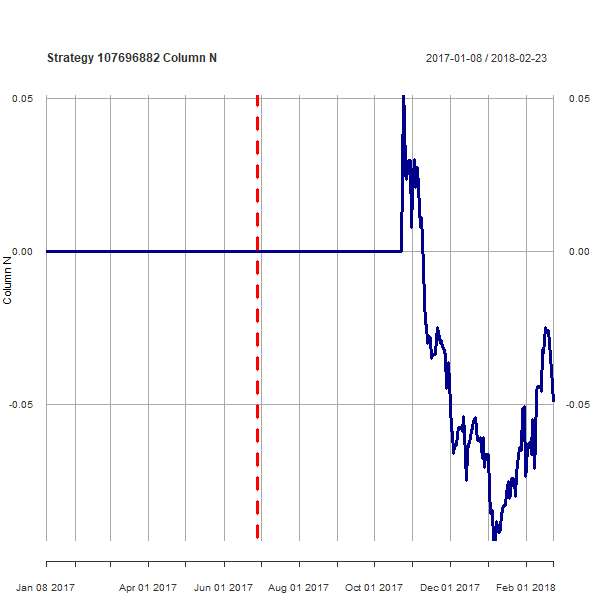 Strategy 107696882 Column N 2017-01-08 / 2018-02-23
0.05 0.05
0.00 0.00
Column N
-0.05 -0.05
Jan 08 2017 Apr 01 2017 Jun 01 2017 Aug 01 2017 Oct 01 2017 Dec 01 2017 Feb 01 2018